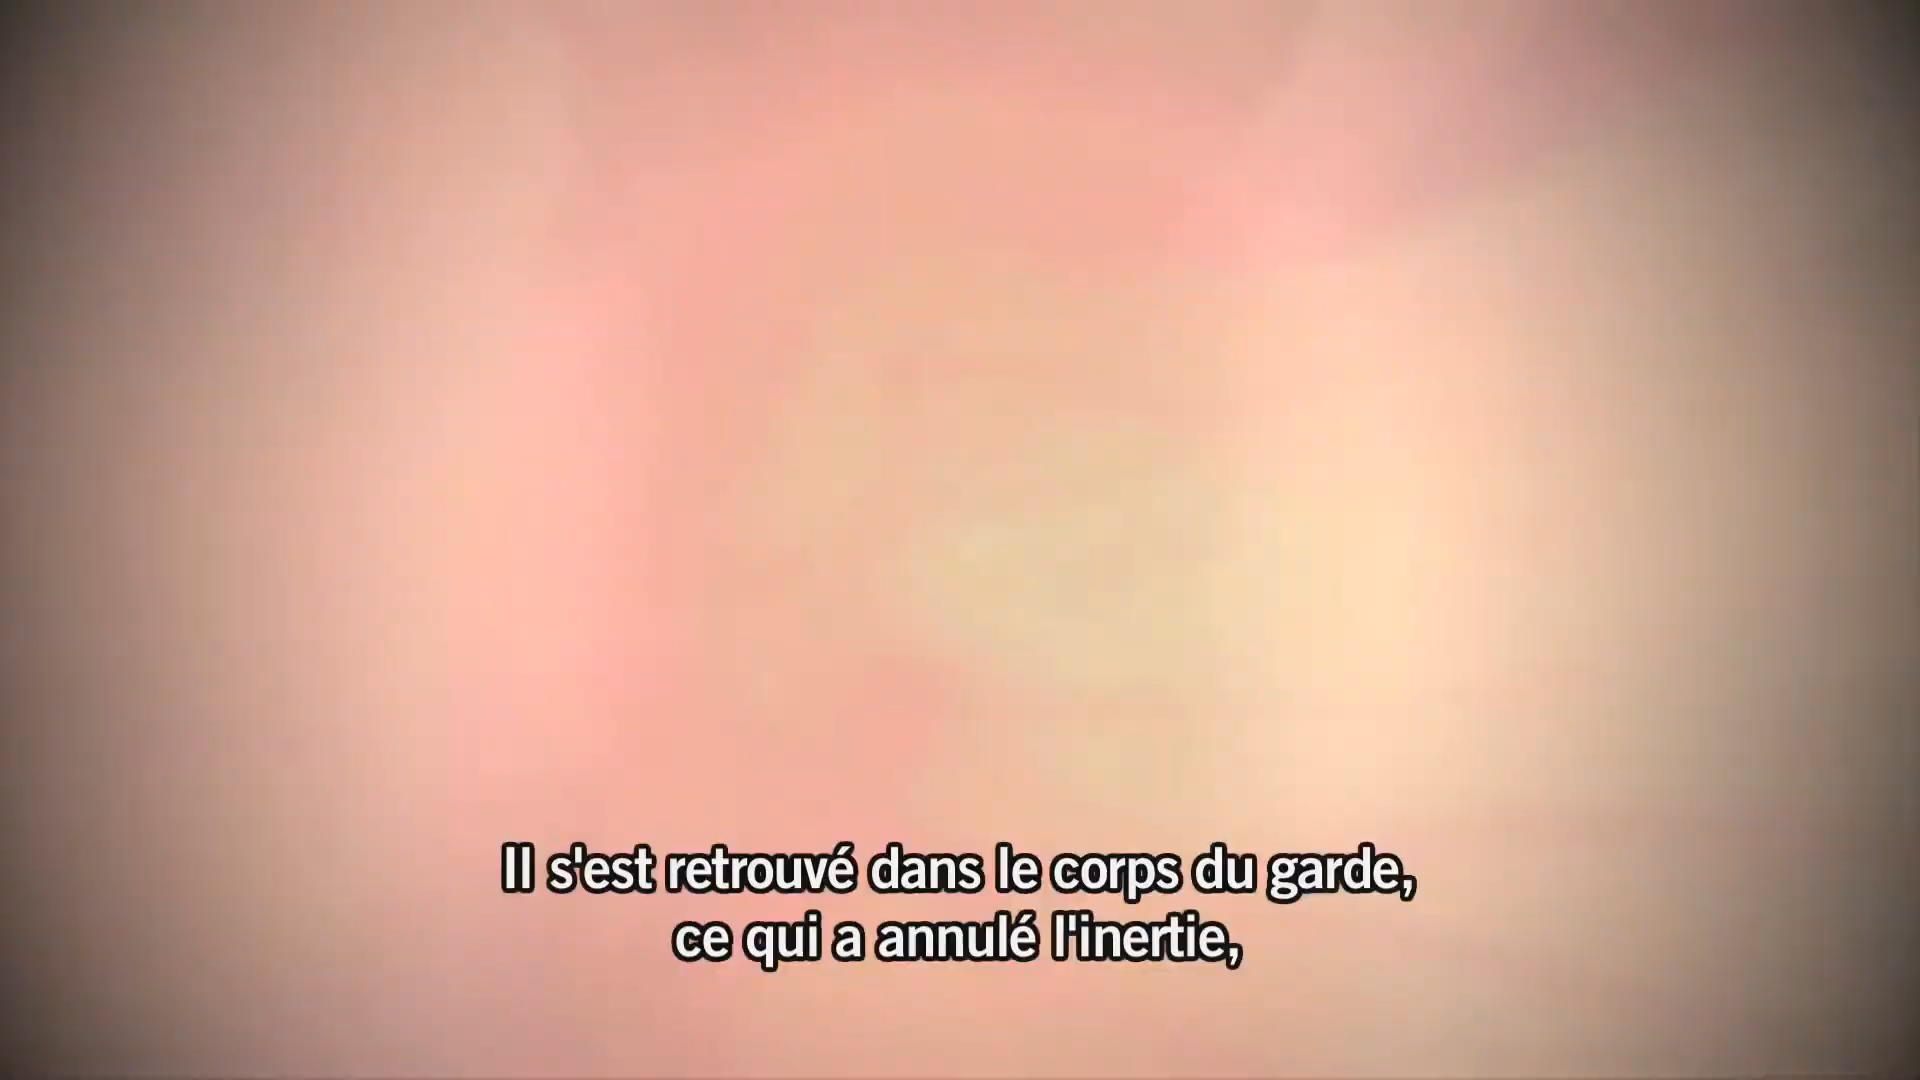 Il s'est retrouvé dans le corps du garde,
ce qui a annulé l'inertie,